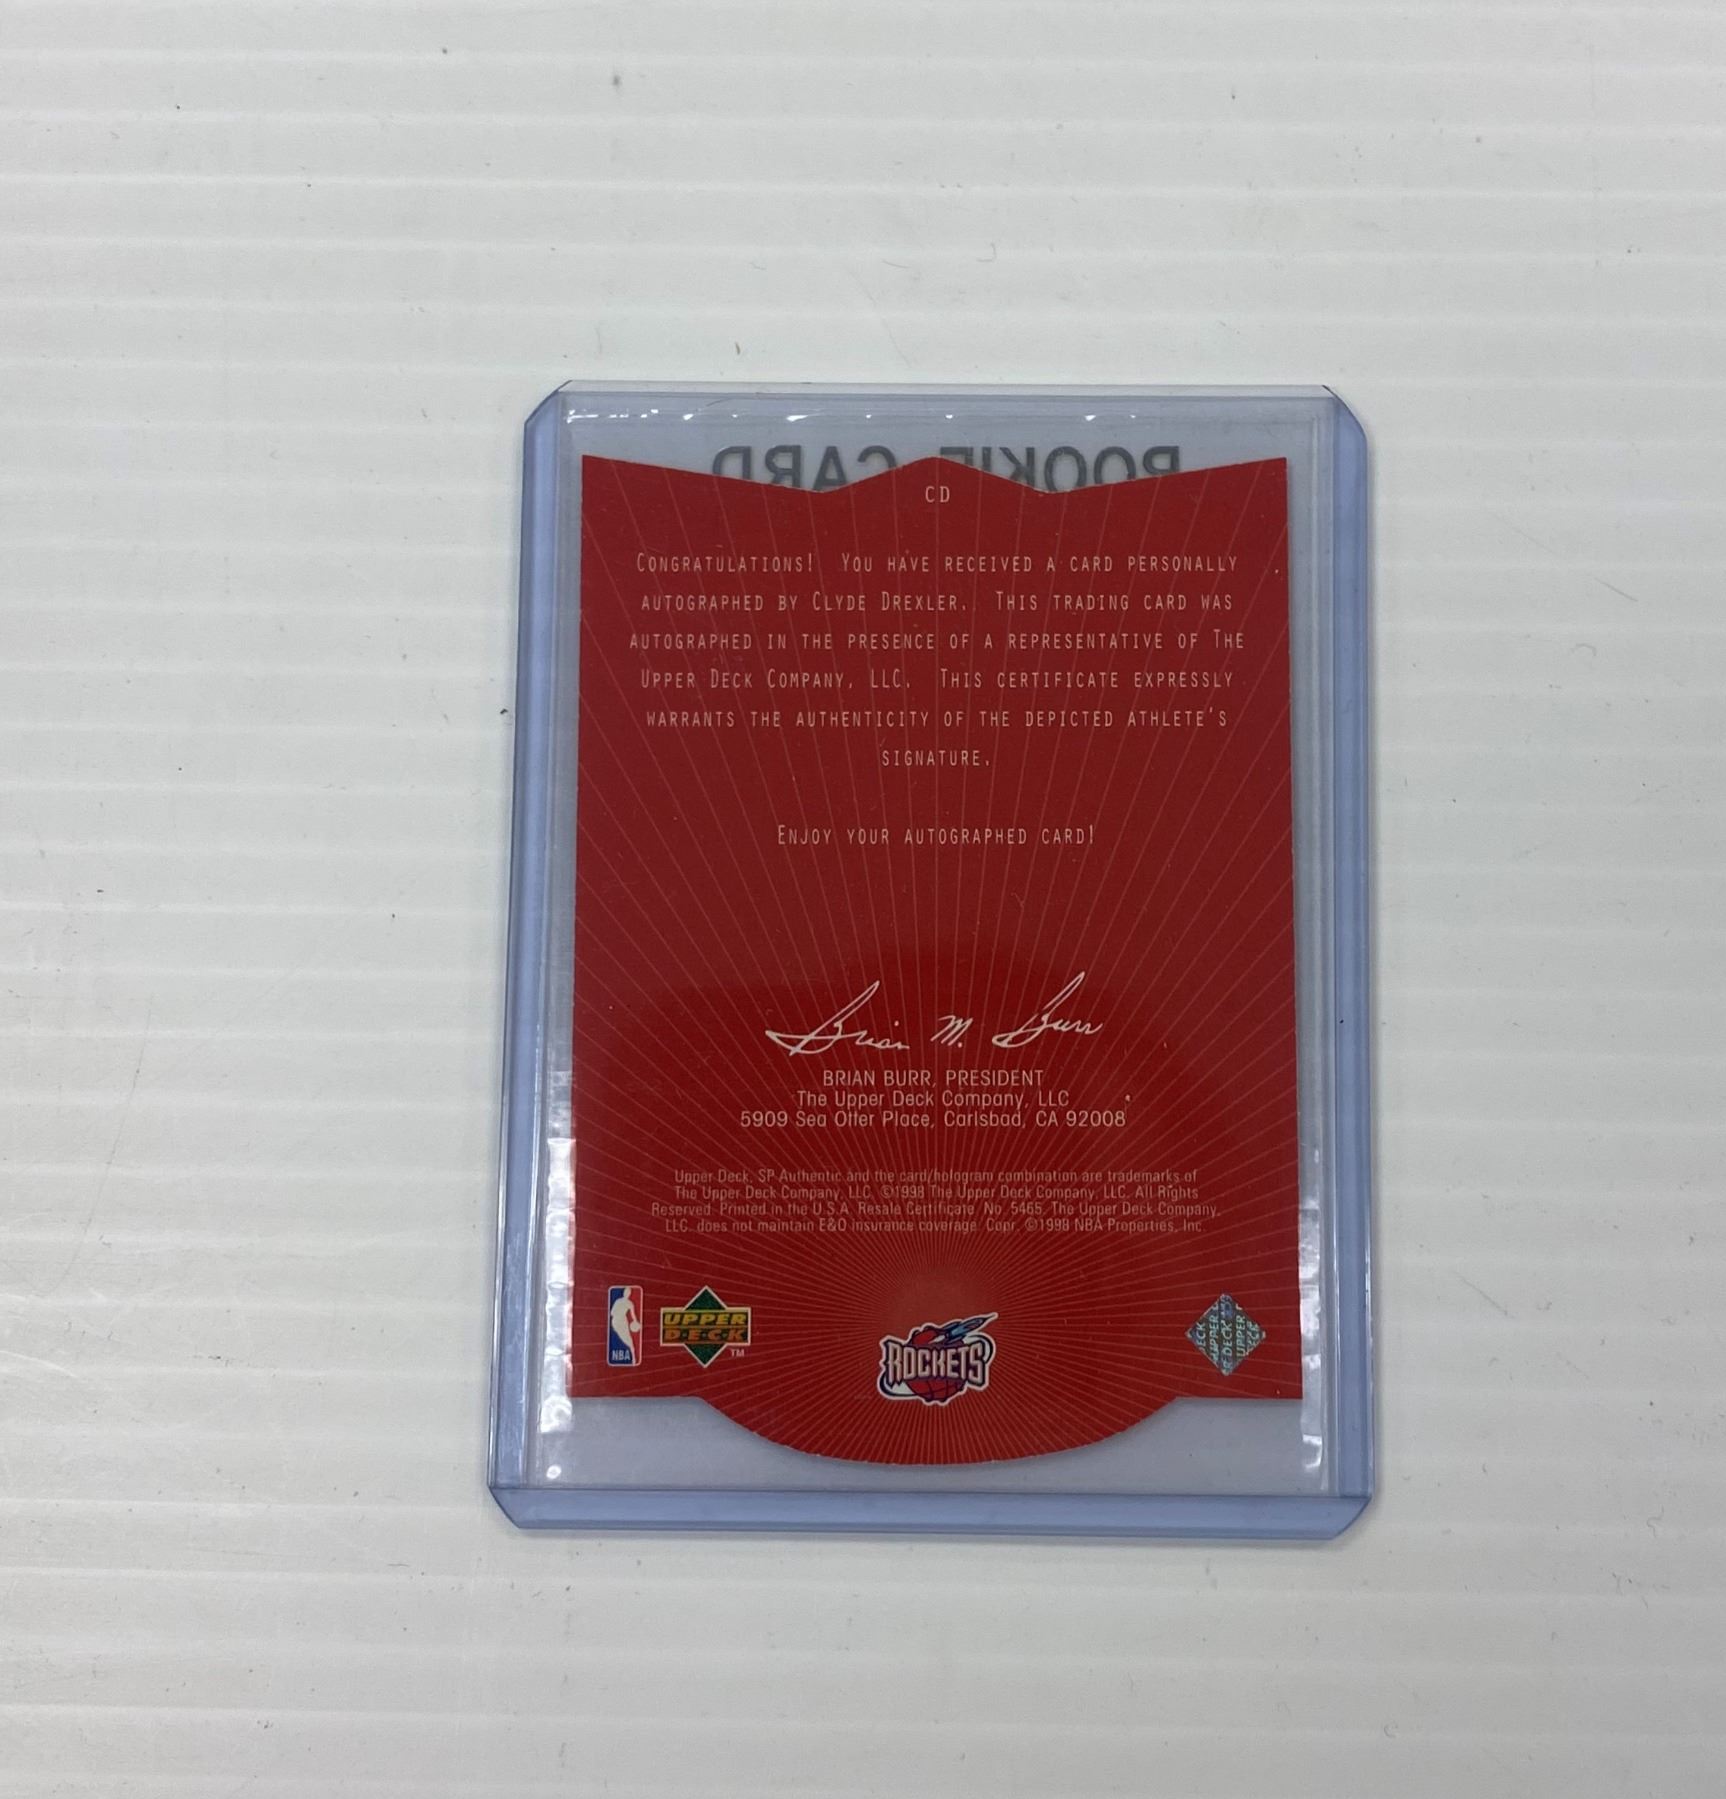 ROOKIE CARD
CD
CONGRATULATIONS! YOU HAVE RECEIVED A CARD PERSONALLY
AUTOGRAPHED BY CLYDE DREXLER. THIS TRADING CARD WAS
AUTOGRAPHED IN THE PRESENCE OF A REPRESENTATIVE OF THE
UPPER DECK COMPANY, LLC. THIS CERTIFICATE EXPRESSLY
WARRANTS THE AUTHENTICITY OF THE DEPICTED ATHLETE'S
SIGNATURE.
ENJOY YOUR AUTOGRAPHED CARD!
Brian M. Burr
BRIAN BURR, PRESIDENT
The Upper Deck Company, LLC
5909 Sea Otter Place, Carlsbad, CA 92008
Upper Deck, SP Authentic and the card/hologram combination are trademarks of
The Upper Deck Company, LLC. ©1998 The Upper Deck Company, LLC. All Rights
Reserved. Printed in the U.S.A. Resale Certificate, No. 5465. The Upper Deck Company,
LLC. does not maintain E&O insurance coverage. Copr. ©1998 NBA Properties, Inc.
NBA
UPPER
D·E·C·K
TM
ROCKETS
UPPER
DECK